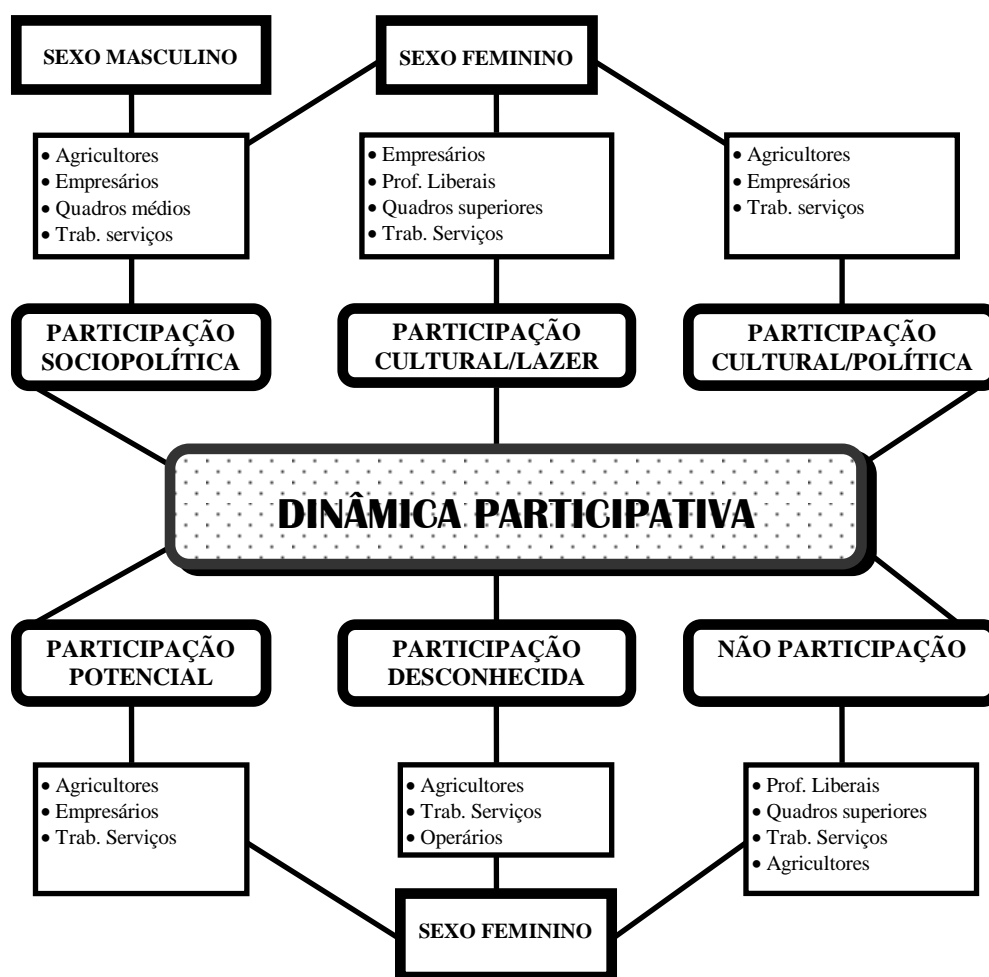 SEXO MASCULINO
SEXO FEMININO
• Agricultores
• Empresários
• Quadros médios
• Trab. serviços
• Empresários
• Prof. Liberais
• Quadros superiores
• Trab. Serviços
• Agricultores
• Empresários
• Trab. serviços
PARTICIPAÇÃO
SOCIOPOLÍTICA
PARTICIPAÇÃO
CULTURAL/LAZER
PARTICIPAÇÃO
CULTURAL/POLÍTICA
DINÂMICA PARTICIPATIVA
PARTICIPAÇÃO
POTENCIAL
PARTICIPAÇÃO
DESCONHECIDA
NÃO PARTICIPAÇÃO
• Agricultores
• Empresários
• Trab. Serviços
• Agricultores
• Trab. Serviços
• Operários
• Prof. Liberais
• Quadros superiores
• Trab. Serviços
• Agricultores
SEXO FEMININO